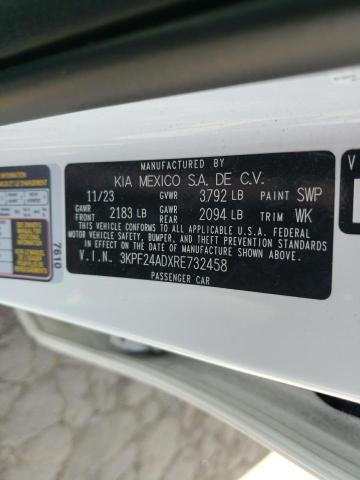 MANUFACTURED BY
KIA MEXICO S.A. DE C.V.
11/23 GVWR 3792 LB PAINT SWP
GAWR FRONT 2183 LB GAWR REAR 2094 LB TRIM WK
THIS VEHICLE CONFORMS TO ALL APPLICABLE U.S.A. FEDERAL
MOTOR VEHICLE SAFETY, BUMPER, AND THEFT PREVENTION STANDARDS
IN EFFECT ON THE DATE OF MANUFACTURE SHOWN ABOVE.
V.I.N. 3KPF24ADXRE732458
PASSENGER CAR
7610
V